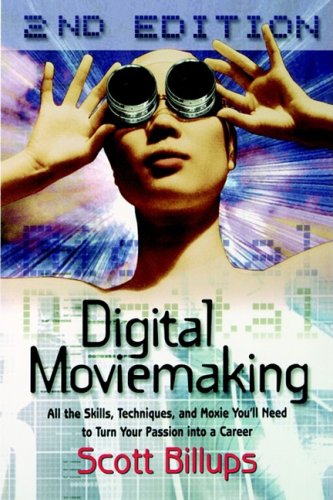 2ND EDITION
Digital
Moviemaking
All the Skills, Techniques, and Moxie You'll Need
to Turn Your Passion into a Career
Scott Billups